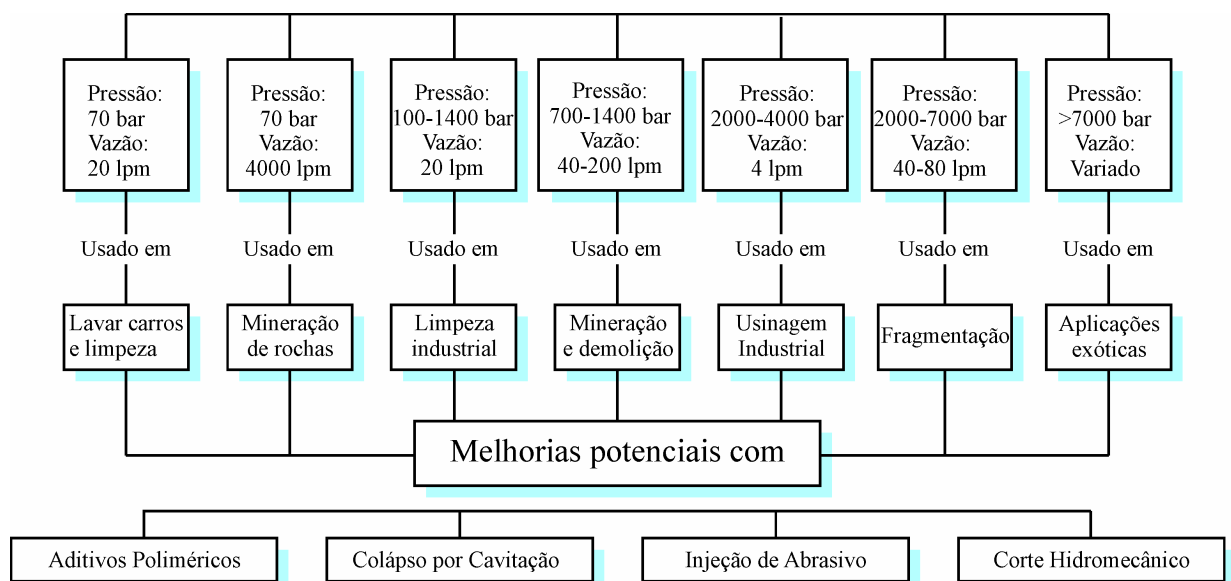 Pressão:
70 bar
Vazão:
20 lpm
Pressão:
70 bar
Vazão:
4000 lpm
Pressão:
100-1400 bar
Vazão:
20 lpm
Pressão:
700-1400 bar
Vazão:
40-200 lpm
Pressão:
2000-4000 bar
Vazão:
4 lpm
Pressão:
2000-7000 bar
Vazão:
40-80 lpm
Pressão:
>7000 bar
Vazão:
Variado
Usado em
Usado em
Usado em
Usado em
Usado em
Usado em
Usado em
Lavar carros
e limpeza
Mineração
de rochas
Limpeza
industrial
Mineração
e demolição
Usinagem
Industrial
Fragmentação
Aplicações
exóticas
Melhorias potenciais com
Aditivos Poliméricos
Colápso por Cavitação
Injeção de Abrasivo
Corte Hidromecânico